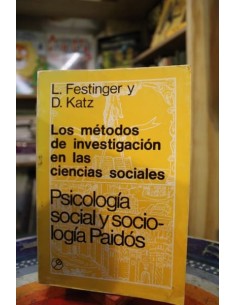 L. Festinger y
D. Katz
Los métodos
de investigación
en las
ciencias sociales
Psicología
social y socio-
logía Paidós